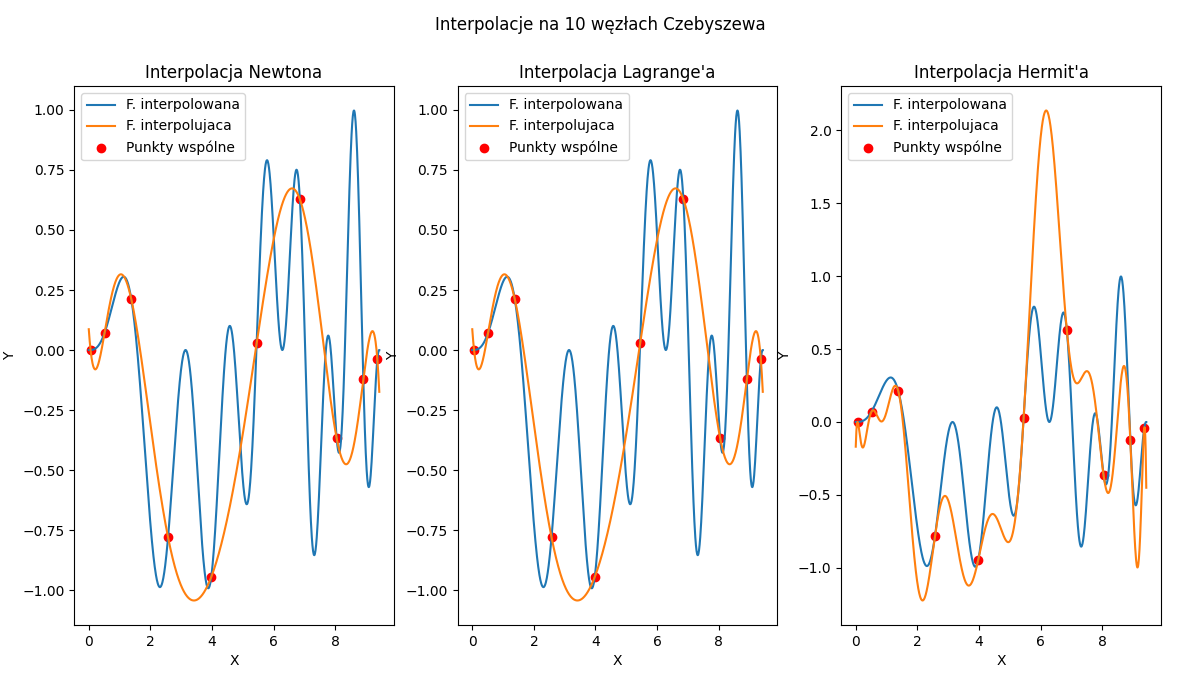 Interpolacje na 10 węzłach Czebyszewa
Interpolacja Newtona
F. interpolowana
F. interpolujaca
Punkty wspólne
1.00
0.75
0.50
0.25
0.00
−0.25
−0.50
−0.75
−1.00
Y
0 2 4 6 8
X
Interpolacja Lagrange'a
F. interpolowana
F. interpolujaca
Punkty wspólne
1.00
0.75
0.50
0.25
0.00
−0.25
−0.50
−0.75
−1.00
Y
0 2 4 6 8
X
Interpolacja Hermit'a
F. interpolowana
F. interpolujaca
Punkty wspólne
2.0
1.5
1.0
0.5
0.0
−0.5
−1.0
Y
0 2 4 6 8
X